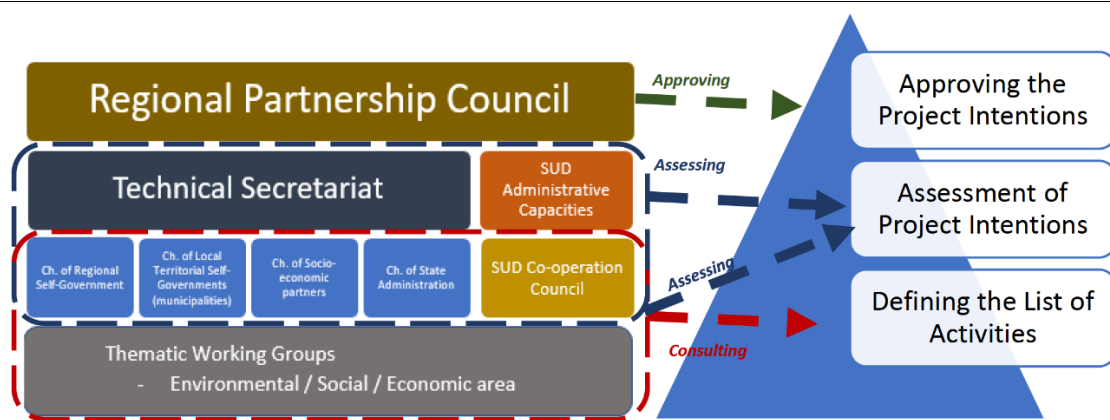 Regional Partnership Council
Approving
Approving the
Project Intentions
Technical Secretariat
SUD
Administrative
Capacities
Assessing
Assessment of
Project Intentions
Ch. of Regional
Self-Government
Ch. of Local
Territorial Self-
Governments
(municipalities)
Ch. of Socio-
economic
partners
Ch. of State
Administration
SUD Co-operation
Council
Assessing
Defining the List of
Activities
Consulting
Thematic Working Groups
- Environmental / Social / Economic area